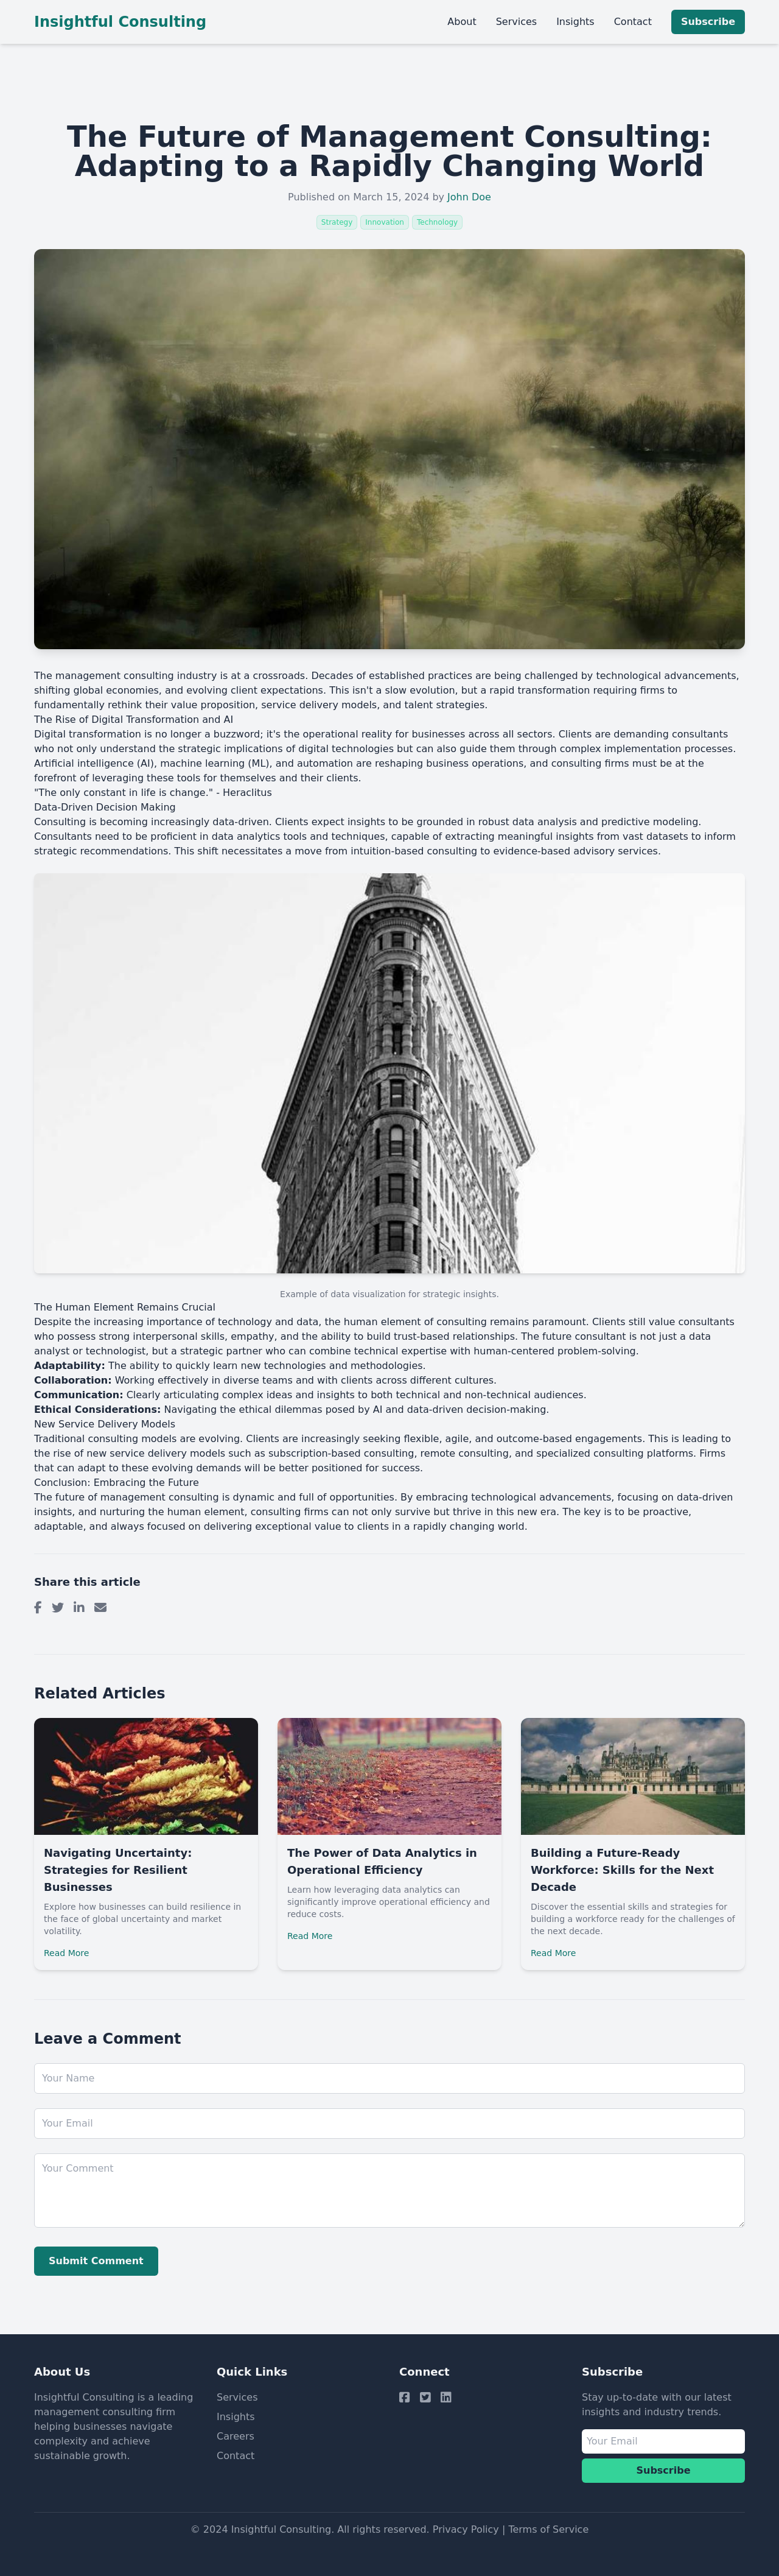 Insightful Consulting
About Services Insights Contact Subscribe
The Future of Management Consulting:
Adapting to a Rapidly Changing World
Published on March 15, 2024 by John Doe
Strategy Innovation Technology
The management consulting industry is at a crossroads. Decades of established practices are being challenged by technological advancements,
shifting global economies, and evolving client expectations. This isn't a slow evolution, but a rapid transformation requiring firms to
fundamentally rethink their value proposition, service delivery models, and talent strategies.
The Rise of Digital Transformation and AI
Digital transformation is no longer a buzzword; it's the operational reality for businesses across all sectors. Clients are demanding consultants
who not only understand the strategic implications of digital technologies but can also guide them through complex implementation processes.
Artificial intelligence (AI), machine learning (ML), and automation are reshaping business operations, and consulting firms must be at the
forefront of leveraging these tools for themselves and their clients.
"The only constant in life is change." - Heraclitus
Data-Driven Decision Making
Consulting is becoming increasingly data-driven. Clients expect insights to be grounded in robust data analysis and predictive modeling.
Consultants need to be proficient in data analytics tools and techniques, capable of extracting meaningful insights from vast datasets to inform
strategic recommendations. This shift necessitates a move from intuition-based consulting to evidence-based advisory services.
Example of data visualization for strategic insights.
The Human Element Remains Crucial
Despite the increasing importance of technology and data, the human element of consulting remains paramount. Clients still value consultants
who possess strong interpersonal skills, empathy, and the ability to build trust-based relationships. The future consultant is not just a data
analyst or technologist, but a strategic partner who can combine technical expertise with human-centered problem-solving.
Adaptability: The ability to quickly learn new technologies and methodologies.
Collaboration: Working effectively in diverse teams and with clients across different cultures.
Communication: Clearly articulating complex ideas and insights to both technical and non-technical audiences.
Ethical Considerations: Navigating the ethical dilemmas posed by AI and data-driven decision-making.
New Service Delivery Models
Traditional consulting models are evolving. Clients are increasingly seeking flexible, agile, and outcome-based engagements. This is leading to
the rise of new service delivery models such as subscription-based consulting, remote consulting, and specialized consulting platforms. Firms
that can adapt to these evolving demands will be better positioned for success.
Conclusion: Embracing the Future
The future of management consulting is dynamic and full of opportunities. By embracing technological advancements, focusing on data-driven
insights, and nurturing the human element, consulting firms can not only survive but thrive in this new era. The key is to be proactive,
adaptable, and always focused on delivering exceptional value to clients in a rapidly changing world.
Share this article
Related Articles
Navigating Uncertainty:
Strategies for Resilient
Businesses
Explore how businesses can build resilience in
the face of global uncertainty and market
volatility.
Read More
The Power of Data Analytics in
Operational Efficiency
Learn how leveraging data analytics can
significantly improve operational efficiency and
reduce costs.
Read More
Building a Future-Ready
Workforce: Skills for the Next
Decade
Discover the essential skills and strategies for
building a workforce ready for the challenges of
the next decade.
Read More
Leave a Comment
Your Name
Your Email
Your Comment
Submit Comment
About Us
Insightful Consulting is a leading
management consulting firm
helping businesses navigate
complexity and achieve
sustainable growth.
Quick Links
Services
Insights
Careers
Contact
Connect
Subscribe
Stay up-to-date with our latest
insights and industry trends.
Your Email
Subscribe
© 2024 Insightful Consulting. All rights reserved. Privacy Policy | Terms of Service